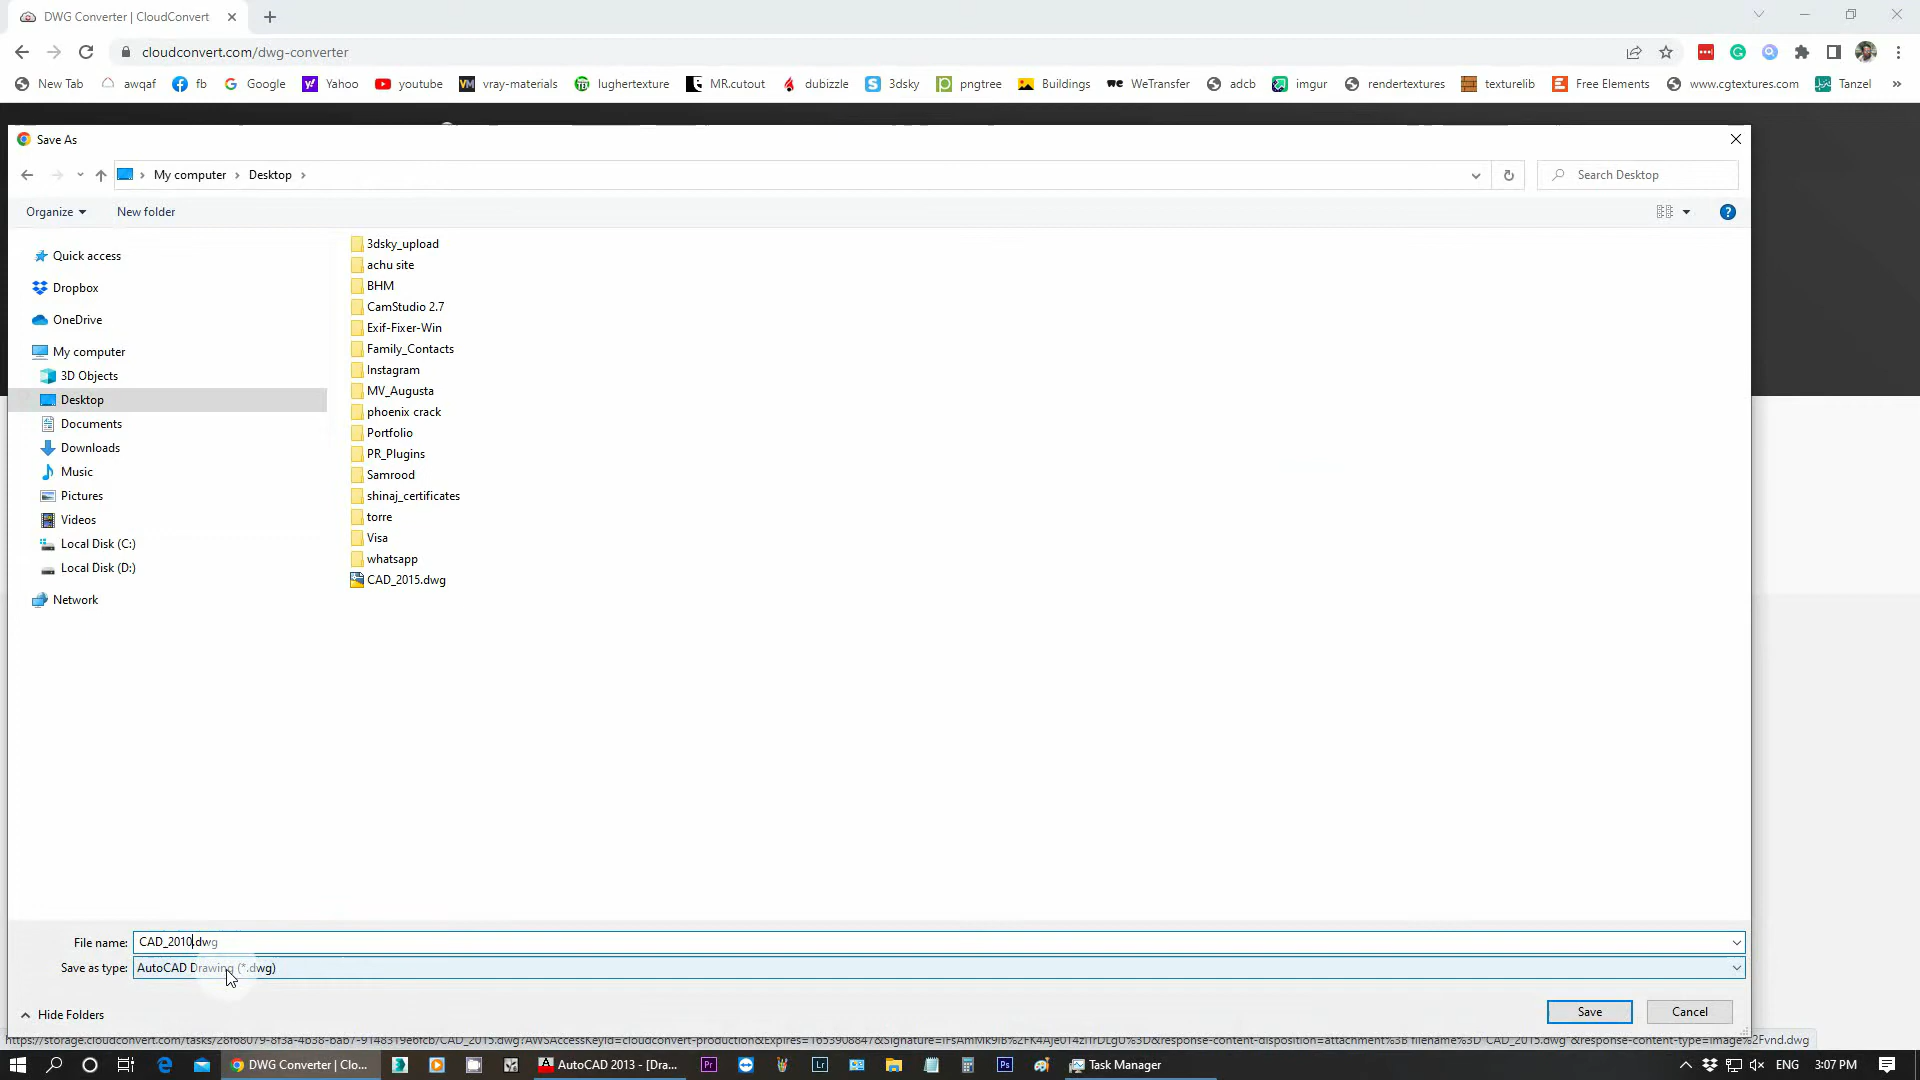 DWG Converter | CloudConvert
cloudconvert.com/dwg-converter
New Tab awqaf fb Google Yahoo youtube vray-materials lughertexture MR.cutout dubizzle 3dsky pngtree Buildings WeTransfer adcb imgur rendertextures texturelib Free Elements www.cgtextures.com Tanzel »
Save As
My computer > Desktop >
Search Desktop
Organize New folder
Quick access
Dropbox
OneDrive
My computer
3D Objects
Desktop
Documents
Downloads
Music
Pictures
Videos
Local Disk (C:)
Local Disk (D:)
Network
3dsky_upload
achu site
BHM
CamStudio 2.7
Exif-Fixer-Win
Family_Contacts
Instagram
MV_Augusta
phoenix crack
Portfolio
PR_Plugins
Samrood
shinaj_certificates
torre
Visa
whatsapp
CAD_2015.dwg
File name: CAD_2010.dwg
Save as type: AutoCAD Drawing (*.dwg)
Hide Folders
Save Cancel
DWG Converter | Clo... AutoCAD 2013 - [Dra... Task Manager ENG 3:07 PM